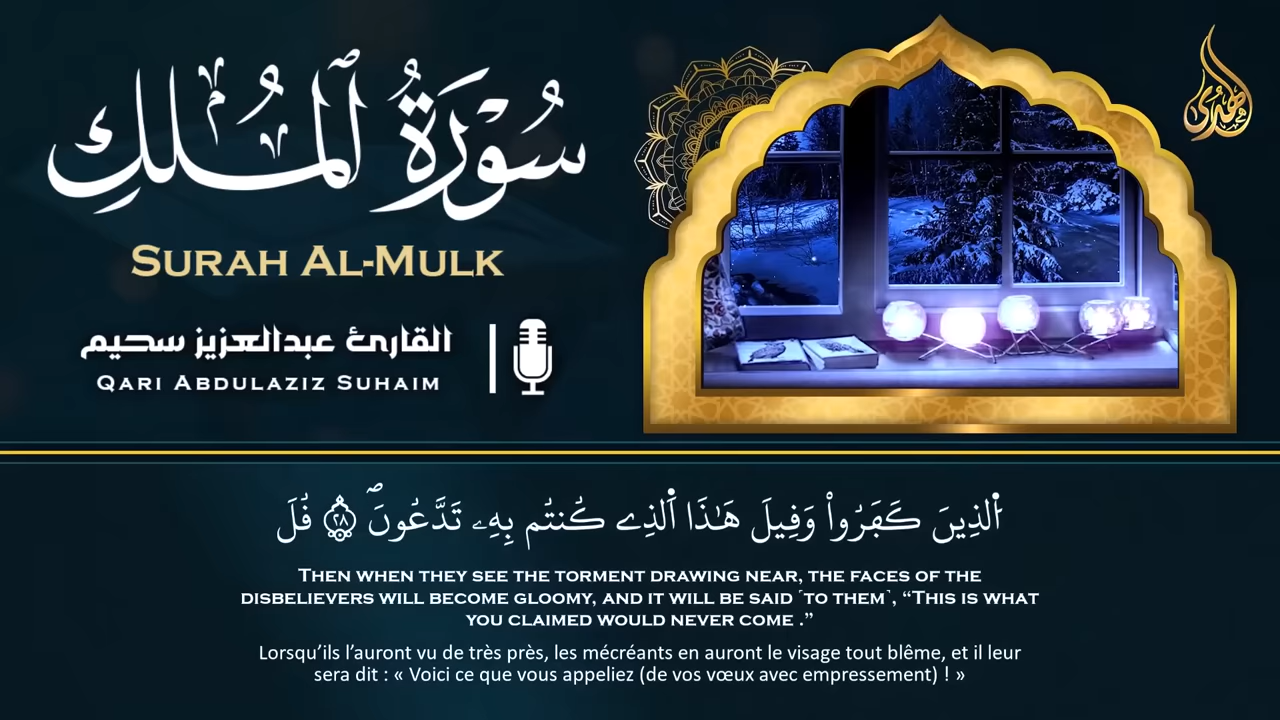 سُورَةُ ٱلْمُلْكِ
SURAH AL-MULK
القارئ عبدالعزيز سحيم
QARI ABDULAZIZ SUHAIM
الهدى
اَ۬لذِينَ كَفَرُواْ وَقِيلَ هَٰذَا اَ۬لذِے كُنتُم بِهِۦ تَدَّعُونَۖ ٢٨ قُلَ
THEN WHEN THEY SEE THE TORMENT DRAWING NEAR, THE FACES OF THE
DISBELIEVERS WILL BECOME GLOOMY, AND IT WILL BE SAID ˹TO THEM˺, “THIS IS WHAT
YOU CLAIMED WOULD NEVER COME .”
Lorsqu’ils l’auront vu de très près, les mécréants en auront le visage tout blême, et il leur
sera dit : « Voici ce que vous appeliez (de vos vœux avec empressement) ! »